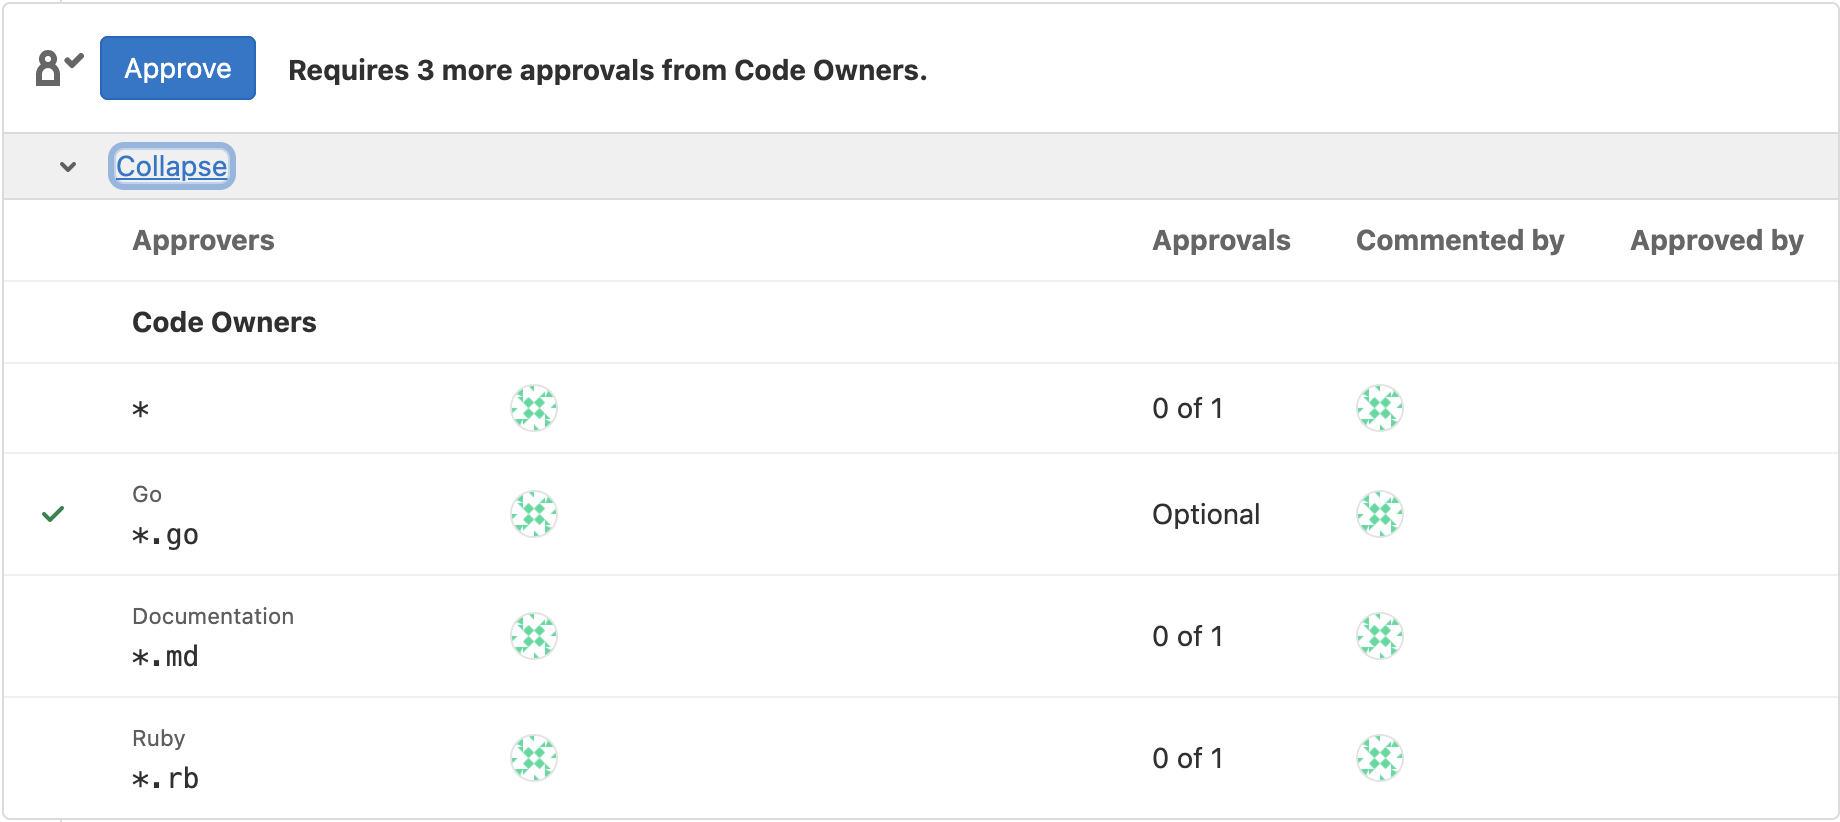 Approve Requires 3 more approvals from Code Owners.
Collapse
Approvers Approvals Commented by Approved by
Code Owners
* 0 of 1
Go
*.go Optional
Documentation
*.md 0 of 1
Ruby
*.rb 0 of 1